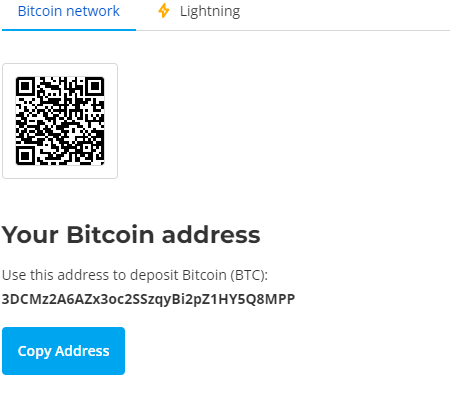 Bitcoin network
Lightning
Your Bitcoin address
Use this address to deposit Bitcoin (BTC):
3DCMz2A6AZx3oc2SSzqyBi2pZ1HY5Q8MPP
Copy Address